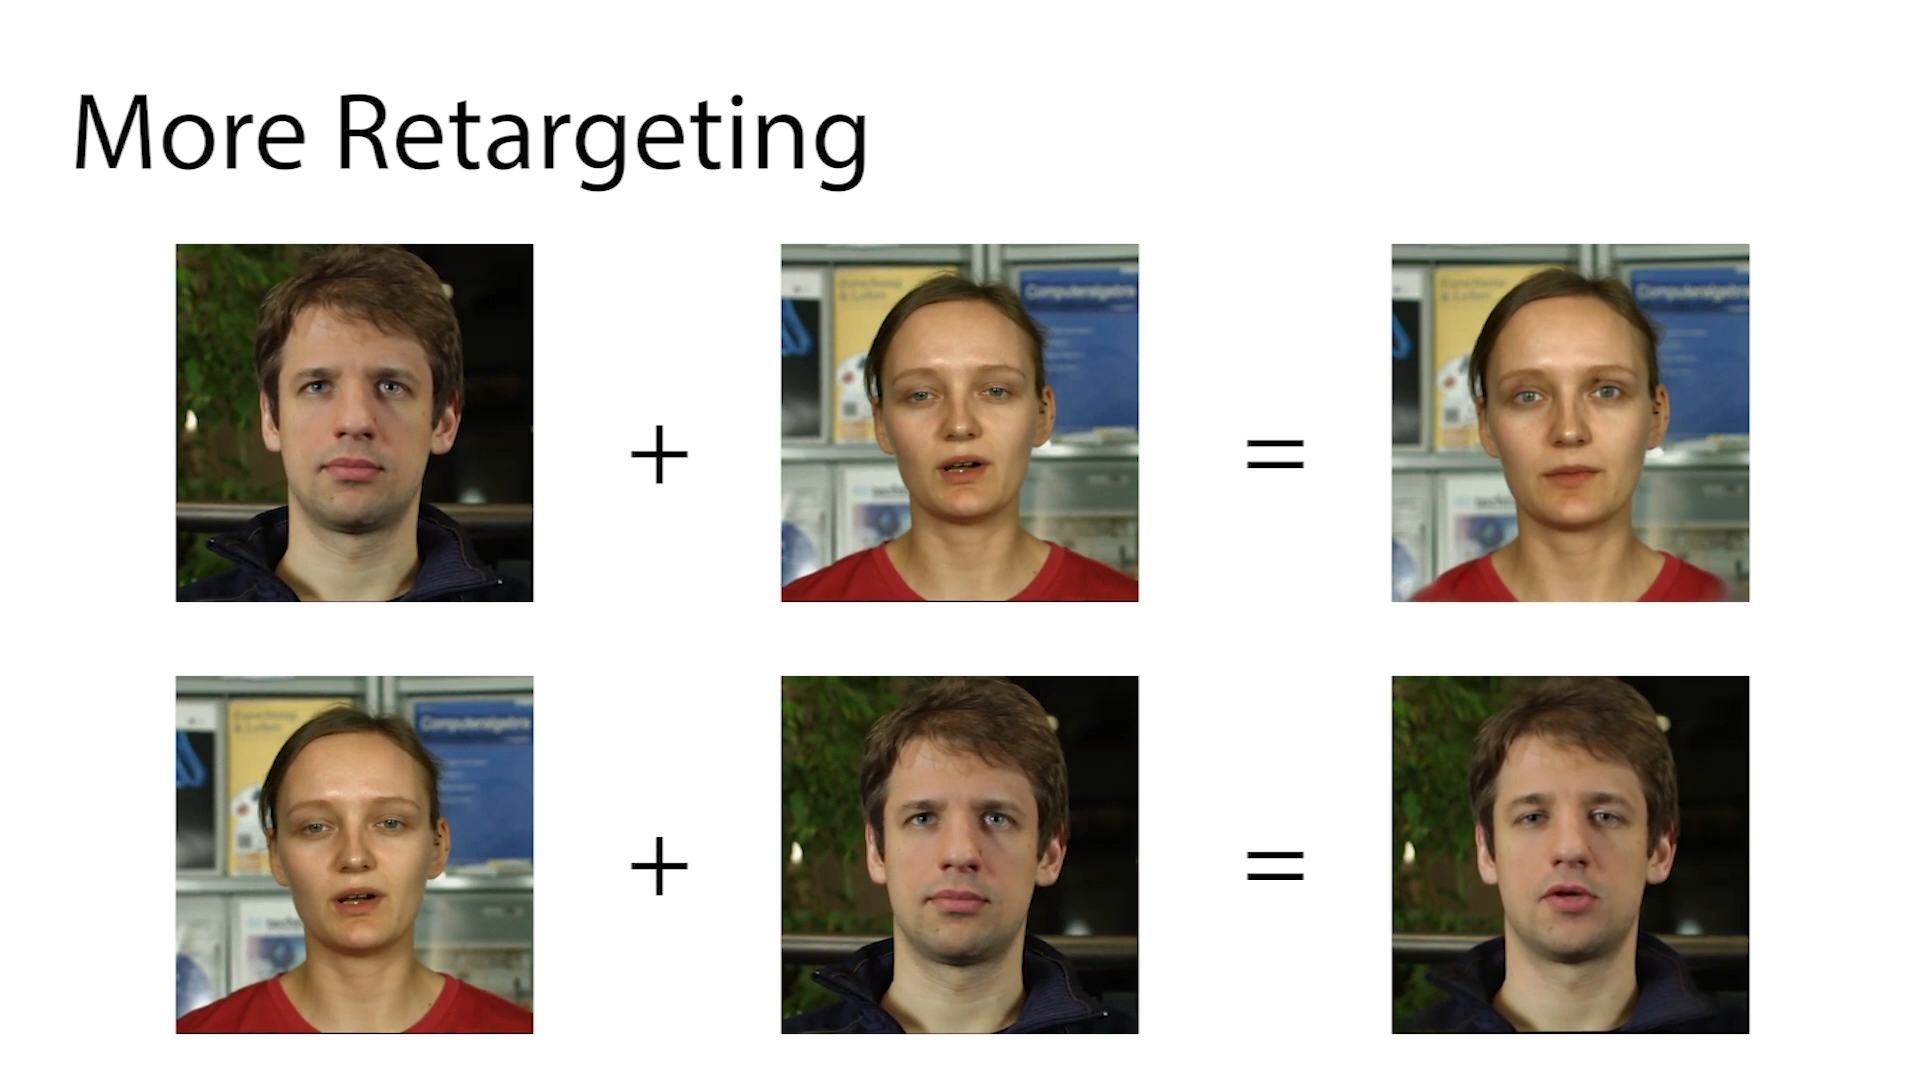 More Retargeting
+
=
Computeralgebra
Computeralgebra
+
=
Computeralgebra